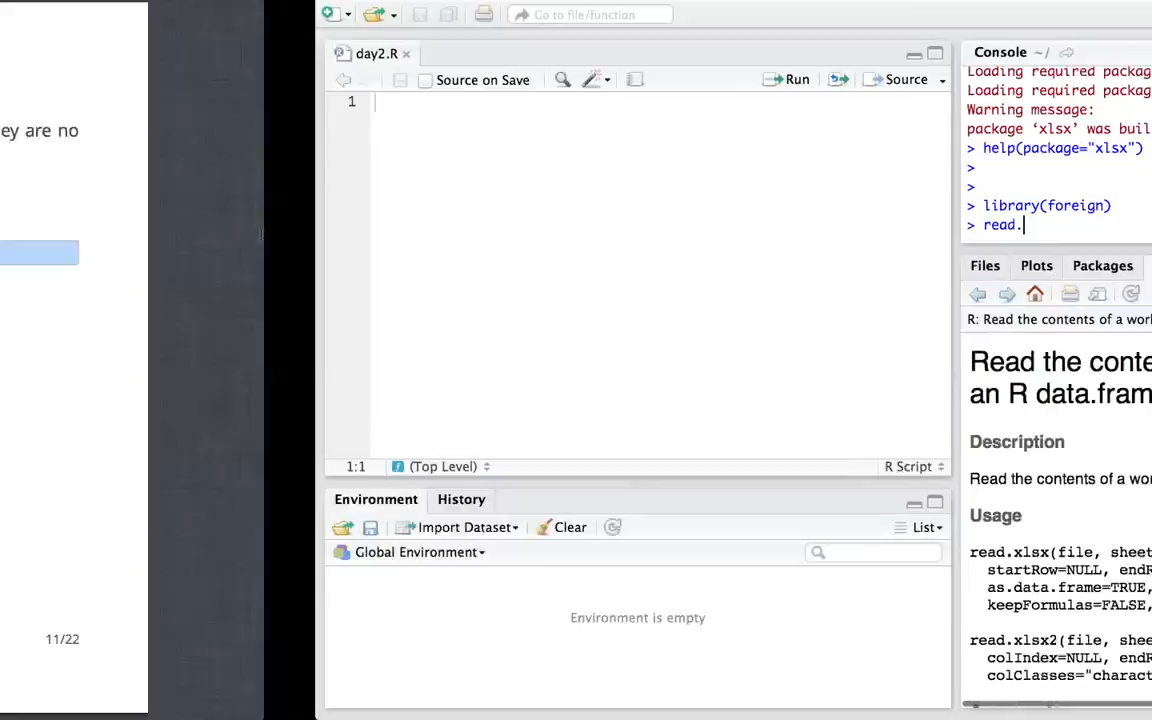 ey are no
11/22
Go to file/function
day2.R
Source on Save
Run
Source
1
1:1
(Top Level)
R Script
Environment
History
Import Dataset
Clear
List
Global Environment
Environment is empty
Console ~/
Loading required packag
Loading required packag
Warning message:
package ‘xlsx’ was buil
> help(package="xlsx")
>
>
> library(foreign)
> read.
Files
Plots
Packages
R: Read the contents of a wor
Read the conte
an R data.fram
Description
Read the contents of a wor
Usage
read.xlsx(file, sheet
startRow=NULL, endR
as.data.frame=TRUE,
keepFormulas=FALSE,
read.xlsx2(file, she
colIndex=NULL, endR
colClasses="charact